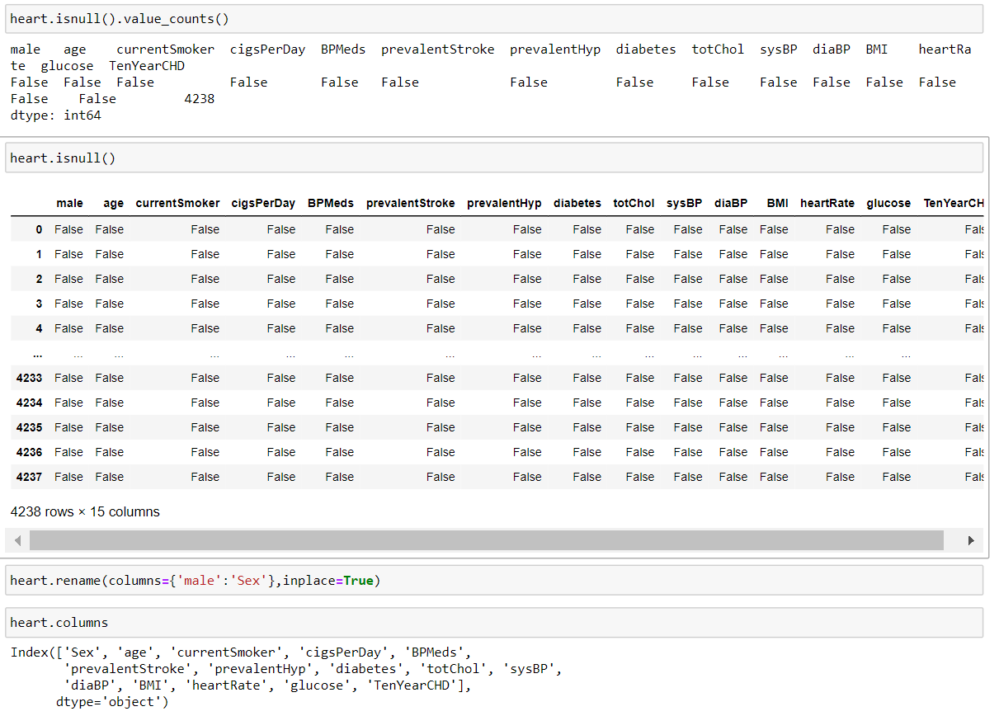 heart.isnull().value_counts()
male   age    currentSmoker  cigsPerDay  BPMeds  prevalentStroke  prevalentHyp  diabetes  totChol  sysBP  diaBP  BMI    heartRa
te  glucose  TenYearCHD
False  False  False          False       False   False            False         False     False    False  False  False  False
False    False         4238
dtype: int64
heart.isnull()
male age currentSmoker cigsPerDay BPMeds prevalentStroke prevalentHyp diabetes totChol sysBP diaBP BMI heartRate glucose TenYearCH
0 False False False False False False False False False False False False False False Fals
1 False False False False False False False False False False False False False False Fals
2 False False False False False False False False False False False False False False Fals
3 False False False False False False False False False False False False False False Fals
4 False False False False False False False False False False False False False False Fals
... ... ... ... ... ... ... ... ... ... ... ... ... ... ...
4233 False False False False False False False False False False False False False False Fals
4234 False False False False False False False False False False False False False False Fals
4235 False False False False False False False False False False False False False False Fals
4236 False False False False False False False False False False False False False False Fals
4237 False False False False False False False False False False False False False False Fals
4238 rows × 15 columns
heart.rename(columns={'male':'Sex'},inplace=True)
heart.columns
Index(['Sex', 'age', 'currentSmoker', 'cigsPerDay', 'BPMeds',
'prevalentStroke', 'prevalentHyp', 'diabetes', 'totChol', 'sysBP',
'diaBP', 'BMI', 'heartRate', 'glucose', 'TenYearCHD'],
dtype='object')